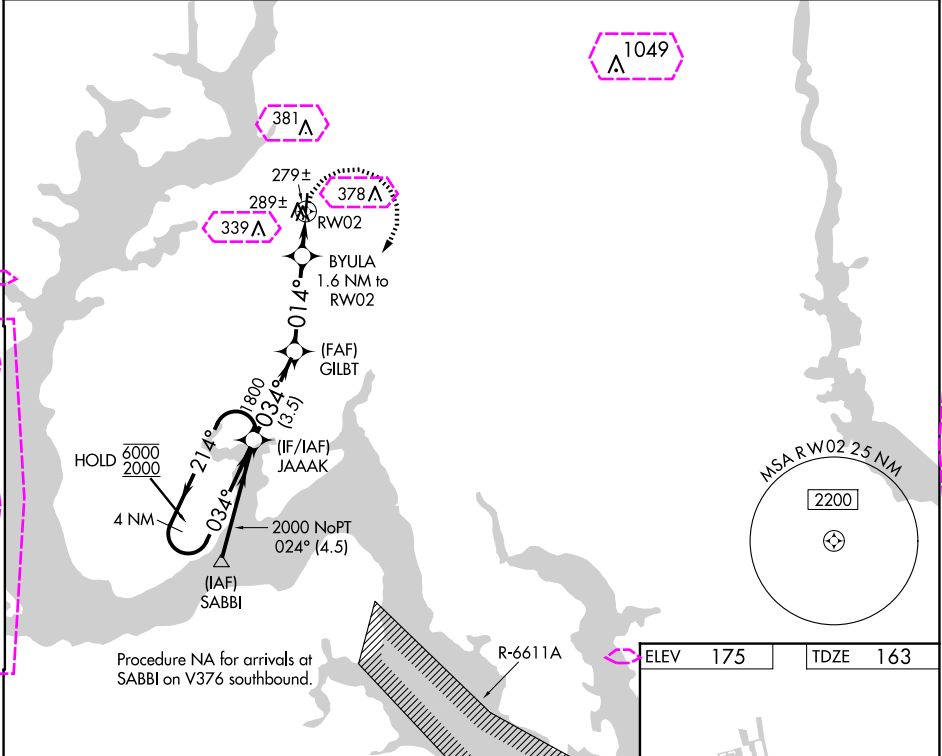 1049
381
279±
378
289±
RW02
339
BYULA
1.6 NM to
RW02
014°
(FAF)
GILBT
1800
034°
(3.5)
(IF/IAF)
JAAAK
214°
HOLD 6000
2000
034°
4 NM
2000 NoPT
024° (4.5)
(IAF)
SABBI
MSA RW02 25 NM
2200
Procedure NA for arrivals at
SABBI on V376 southbound.
R-6611A
ELEV 175
TDZE 163